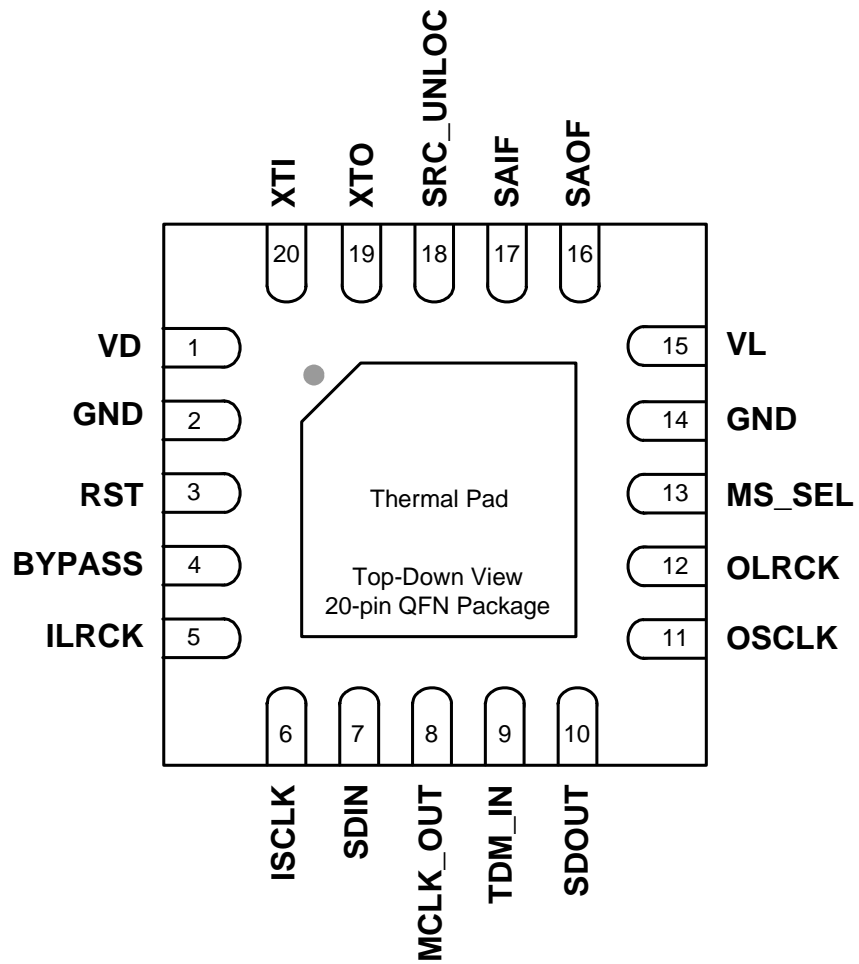 SRC_UNLOC
XTI
XTO
SAIF
SAOF
20
19
18
17
16
VD
1
15
VL
GND
2
14
GND
RST
3
Thermal Pad
13
MS_SEL
BYPASS
4
Top-Down View
20-pin QFN Package
12
OLRCK
ILRCK
5
11
OSCLK
6
7
8
9
10
ISCLK
SDIN
MCLK_OUT
TDM_IN
SDOUT